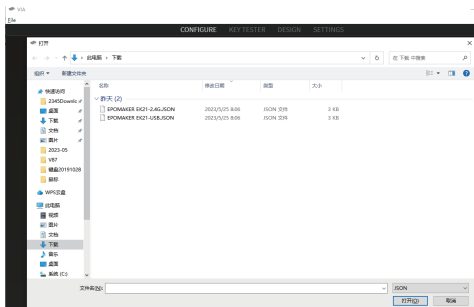 VIA
File
CONFIGURE KEY TESTER DESIGN SETTINGS
打开
此电脑 › 下载
在 下载 中搜索
组织 新建文件夹
名称 修改日期 类型 大小
昨天 (2)
EPOMAKER EK21-2.4G.JSON 2023/5/25 8:06 JSON 文件 3 KB
EPOMAKER EK21-USB.JSON 2023/5/25 8:06 JSON 文件 3 KB
快速访问
2345Downlc
桌面
下载
文档
图片
2023-05
V87
键盘20191028
鼠标
WPS云盘
此电脑
视频
图片
文档
下载
音乐
桌面
系统 (C:)
文件名(N):
JSON
打开(O) 取消